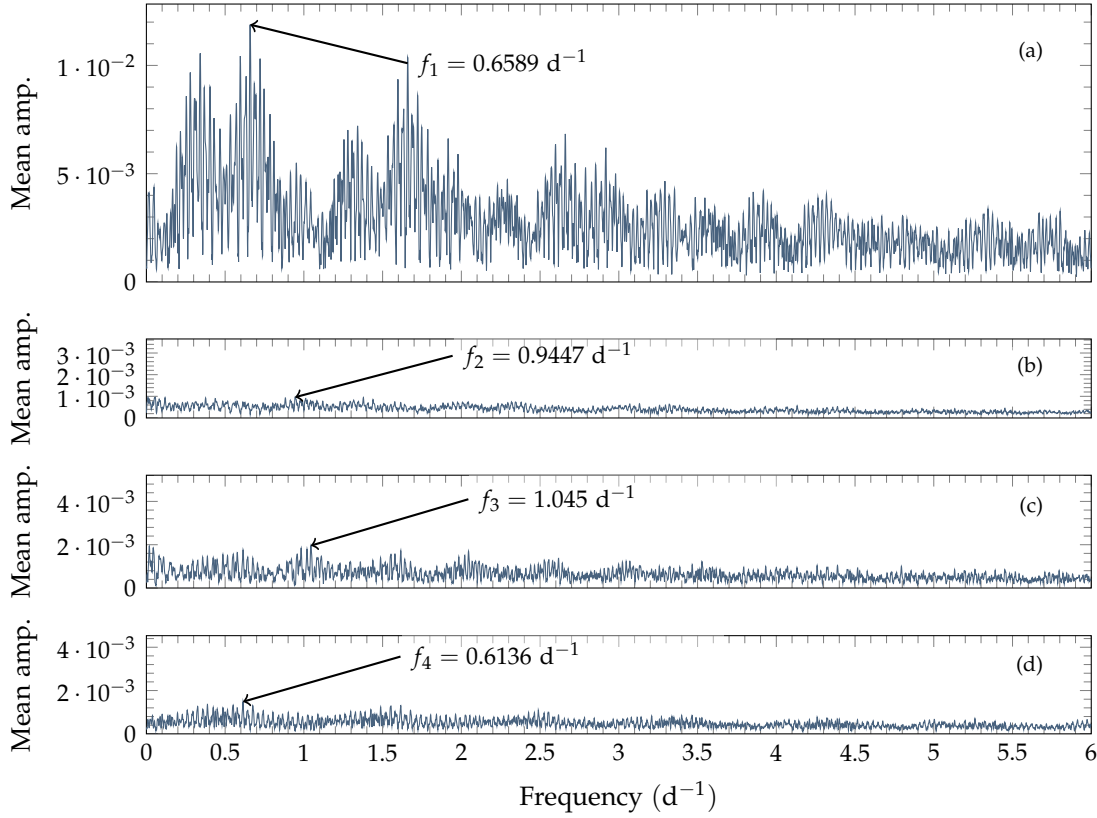 (a)
f₁ = 0.6589 d⁻¹
1 · 10⁻²
5 · 10⁻³
0
Mean amp.
(b)
f₂ = 0.9447 d⁻¹
3 · 10⁻³
2 · 10⁻³
1 · 10⁻³
0
Mean amp.
(c)
f₃ = 1.045 d⁻¹
4 · 10⁻³
2 · 10⁻³
0
Mean amp.
(d)
f₄ = 0.6136 d⁻¹
4 · 10⁻³
2 · 10⁻³
0
Mean amp.
0 0.5 1 1.5 2 2.5 3 3.5 4 4.5 5 5.5 6
Frequency (d⁻¹)